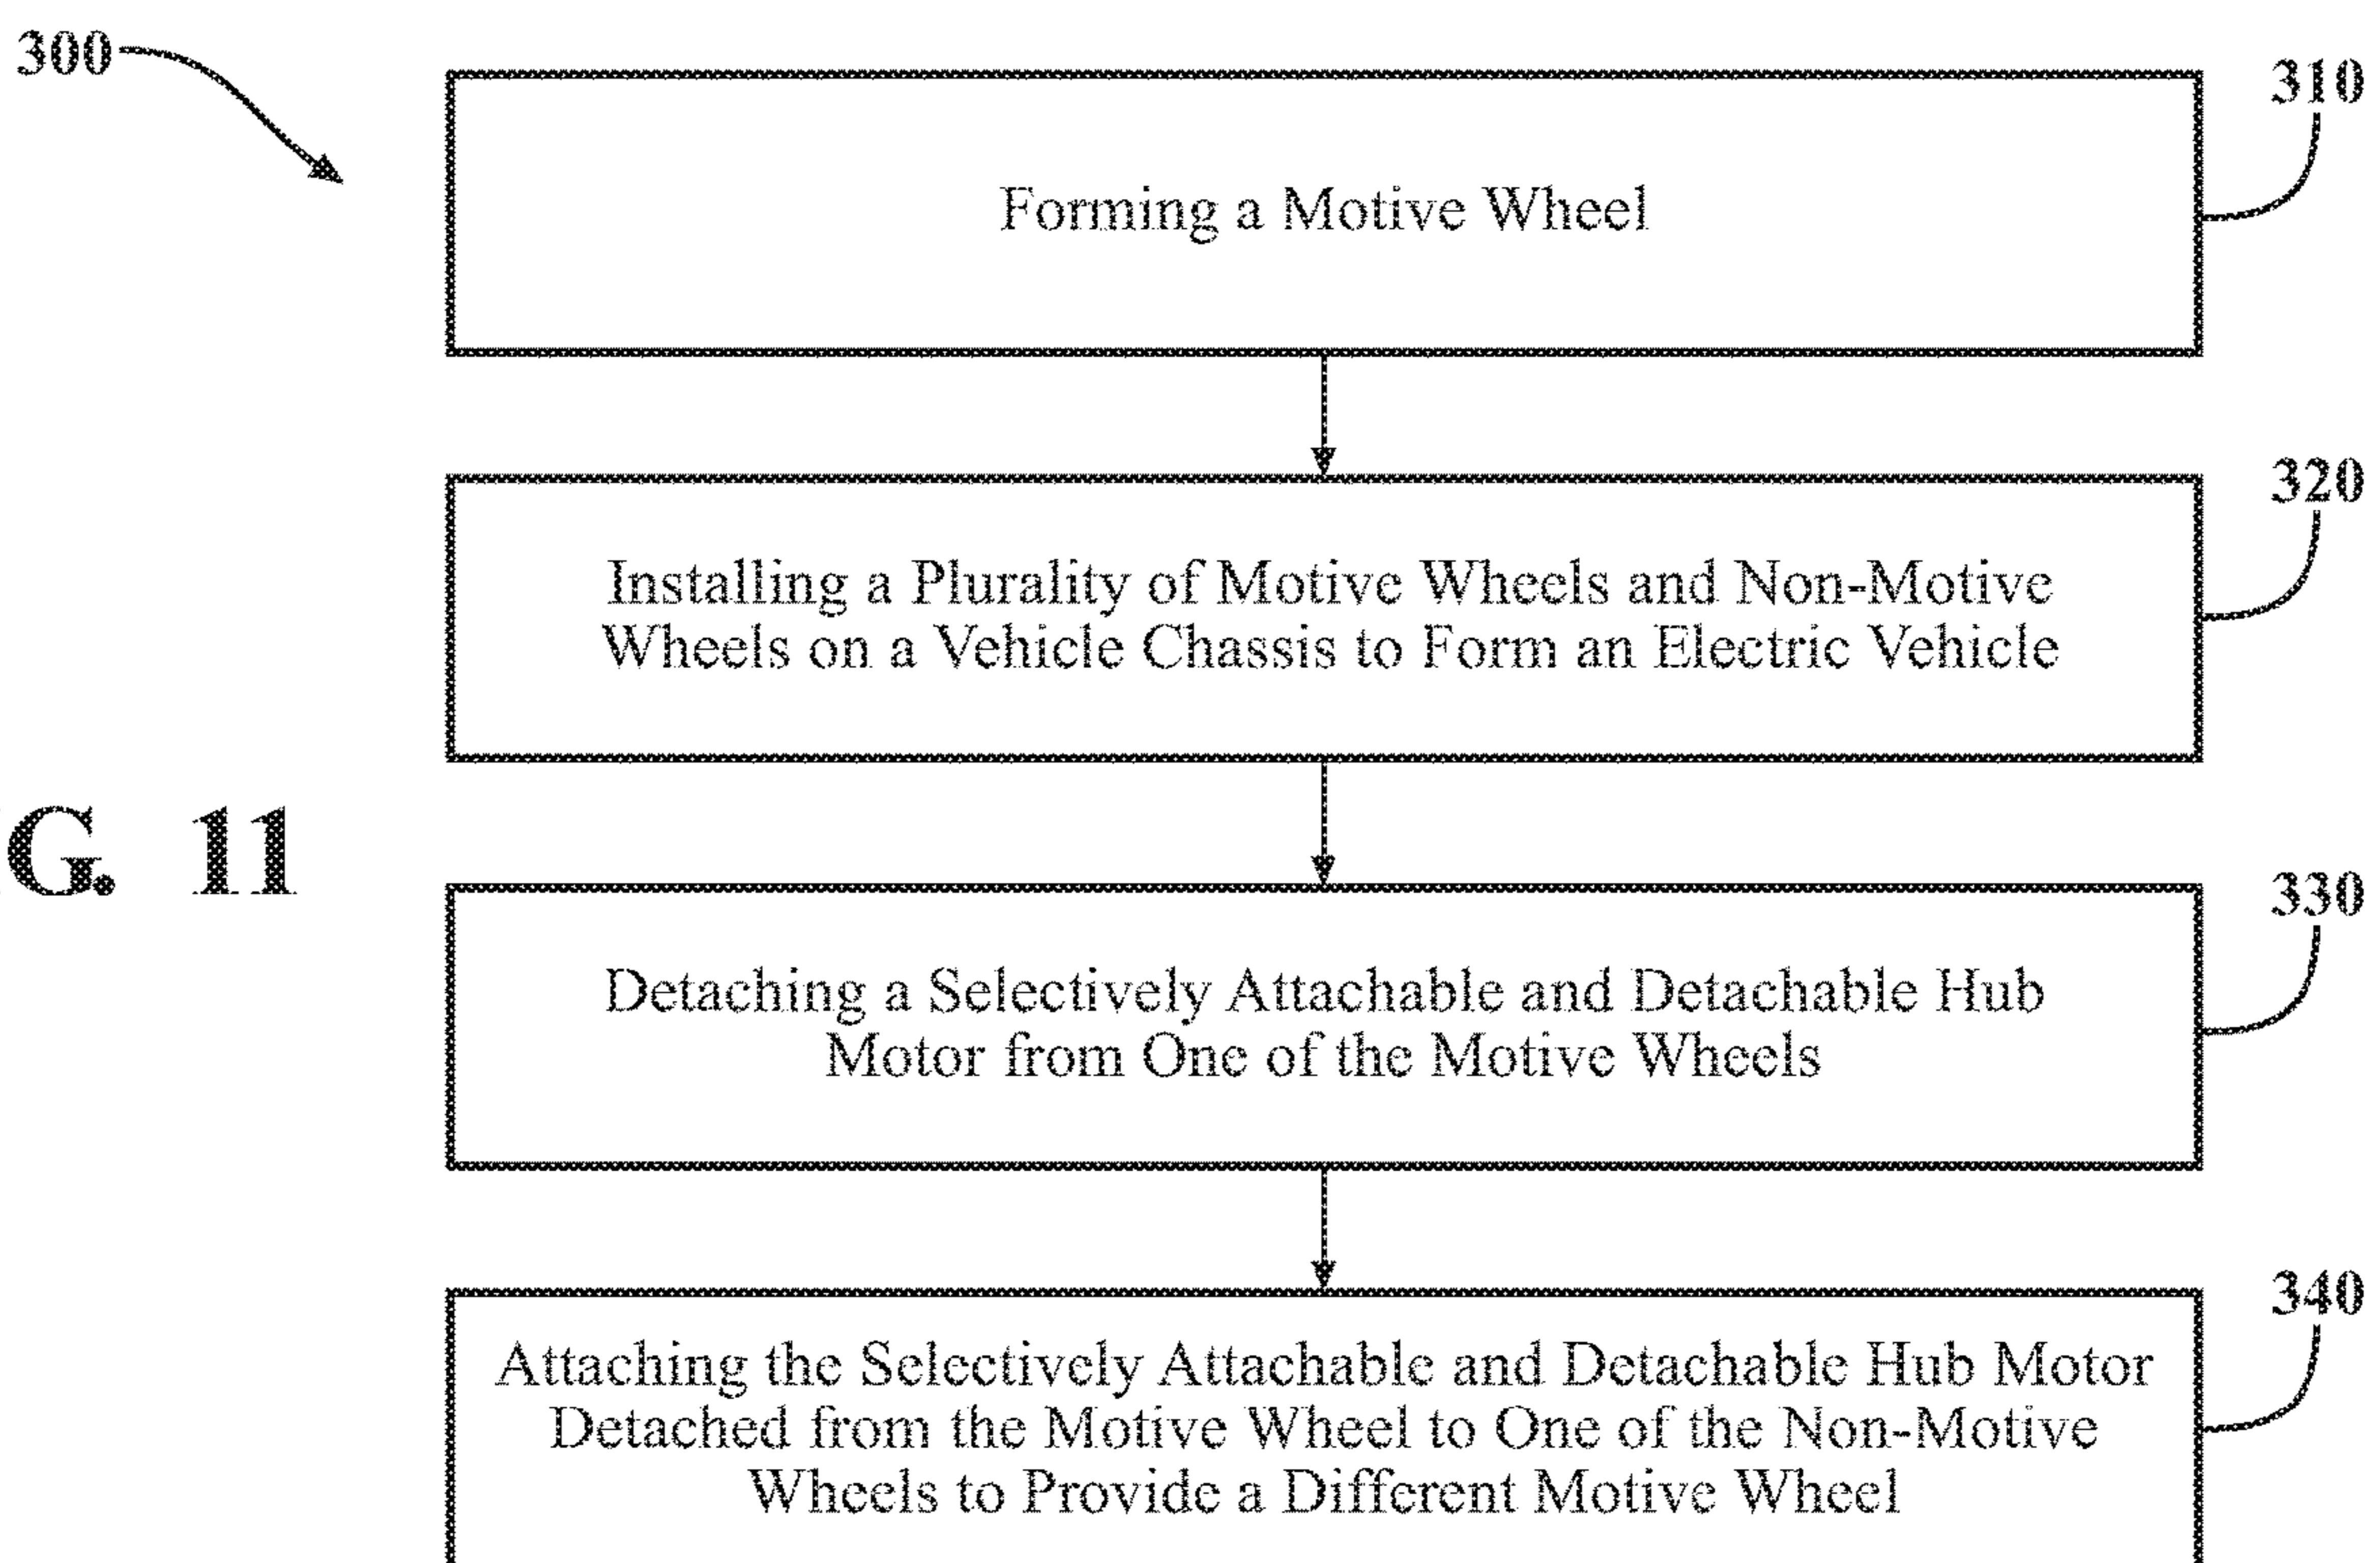 300
310
Forming a Motive Wheel
320
Installing a Plurality of Motive Wheels and Non-Motive
Wheels on a Vehicle Chassis to Form an Electric Vehicle
G. 11
330
Detaching a Selectively Attachable and Detachable Hub
Motor from One of the Motive Wheels
340
Attaching the Selectively Attachable and Detachable Hub Motor
Detached from the Motive Wheel to One of the Non-Motive
Wheels to Provide a Different Motive Wheel